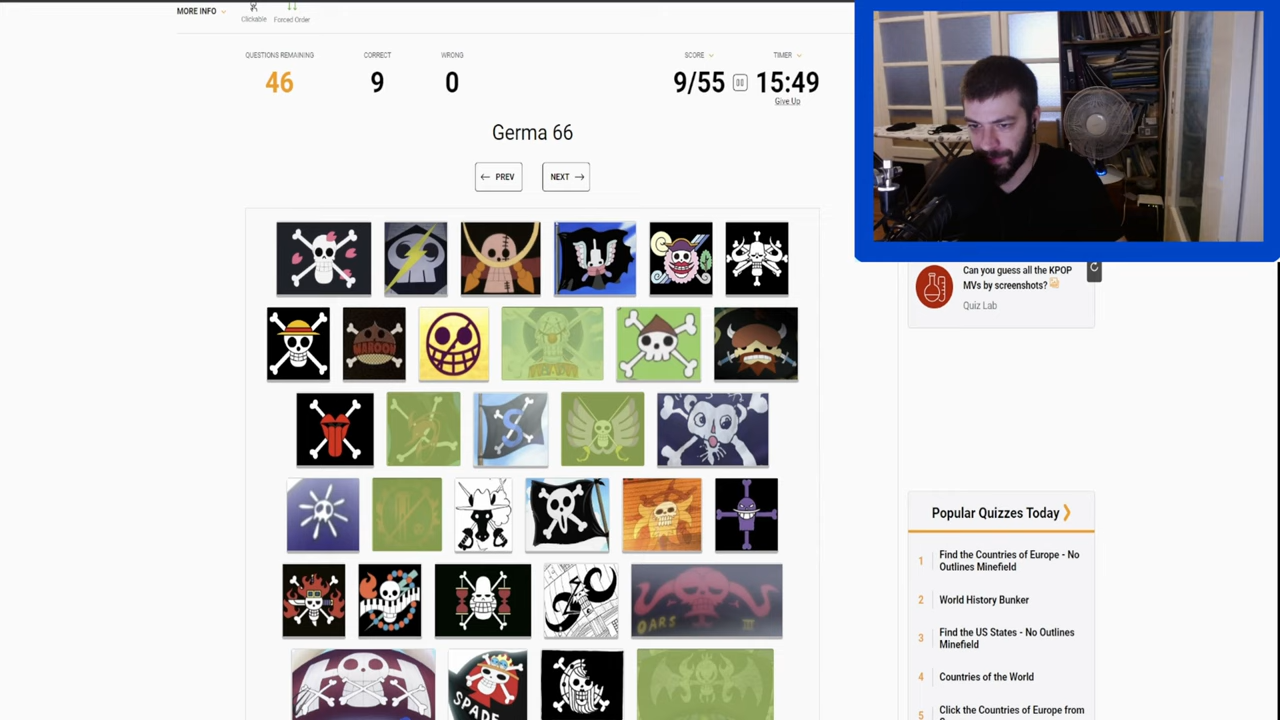 MORE INFO
Clickable
Forced Order
QUESTIONS REMAINING
46
CORRECT
9
WRONG
0
SCORE
9/55
TIMER
15:49
Give Up
Germa 66
← PREV
NEXT →
MAROON
S
OARS III
SPADE
Can you guess all the KPOP
MVs by screenshots?
Quiz Lab
Popular Quizzes Today
1 Find the Countries of Europe - No
Outlines Minefield
2 World History Bunker
3 Find the US States - No Outlines
Minefield
4 Countries of the World
5 Click the Countries of Europe from